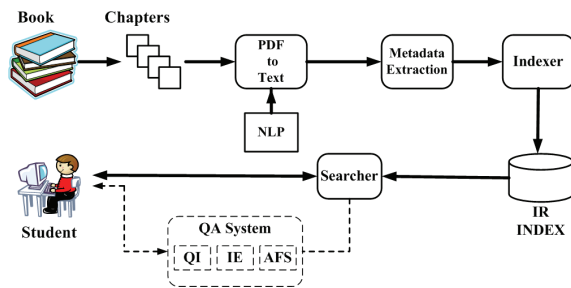 Book
Chapters
PDF
to
Text
Metadata
Extraction
Indexer
NLP
Searcher
IR
INDEX
Student
QA System
QI
IE
AFS